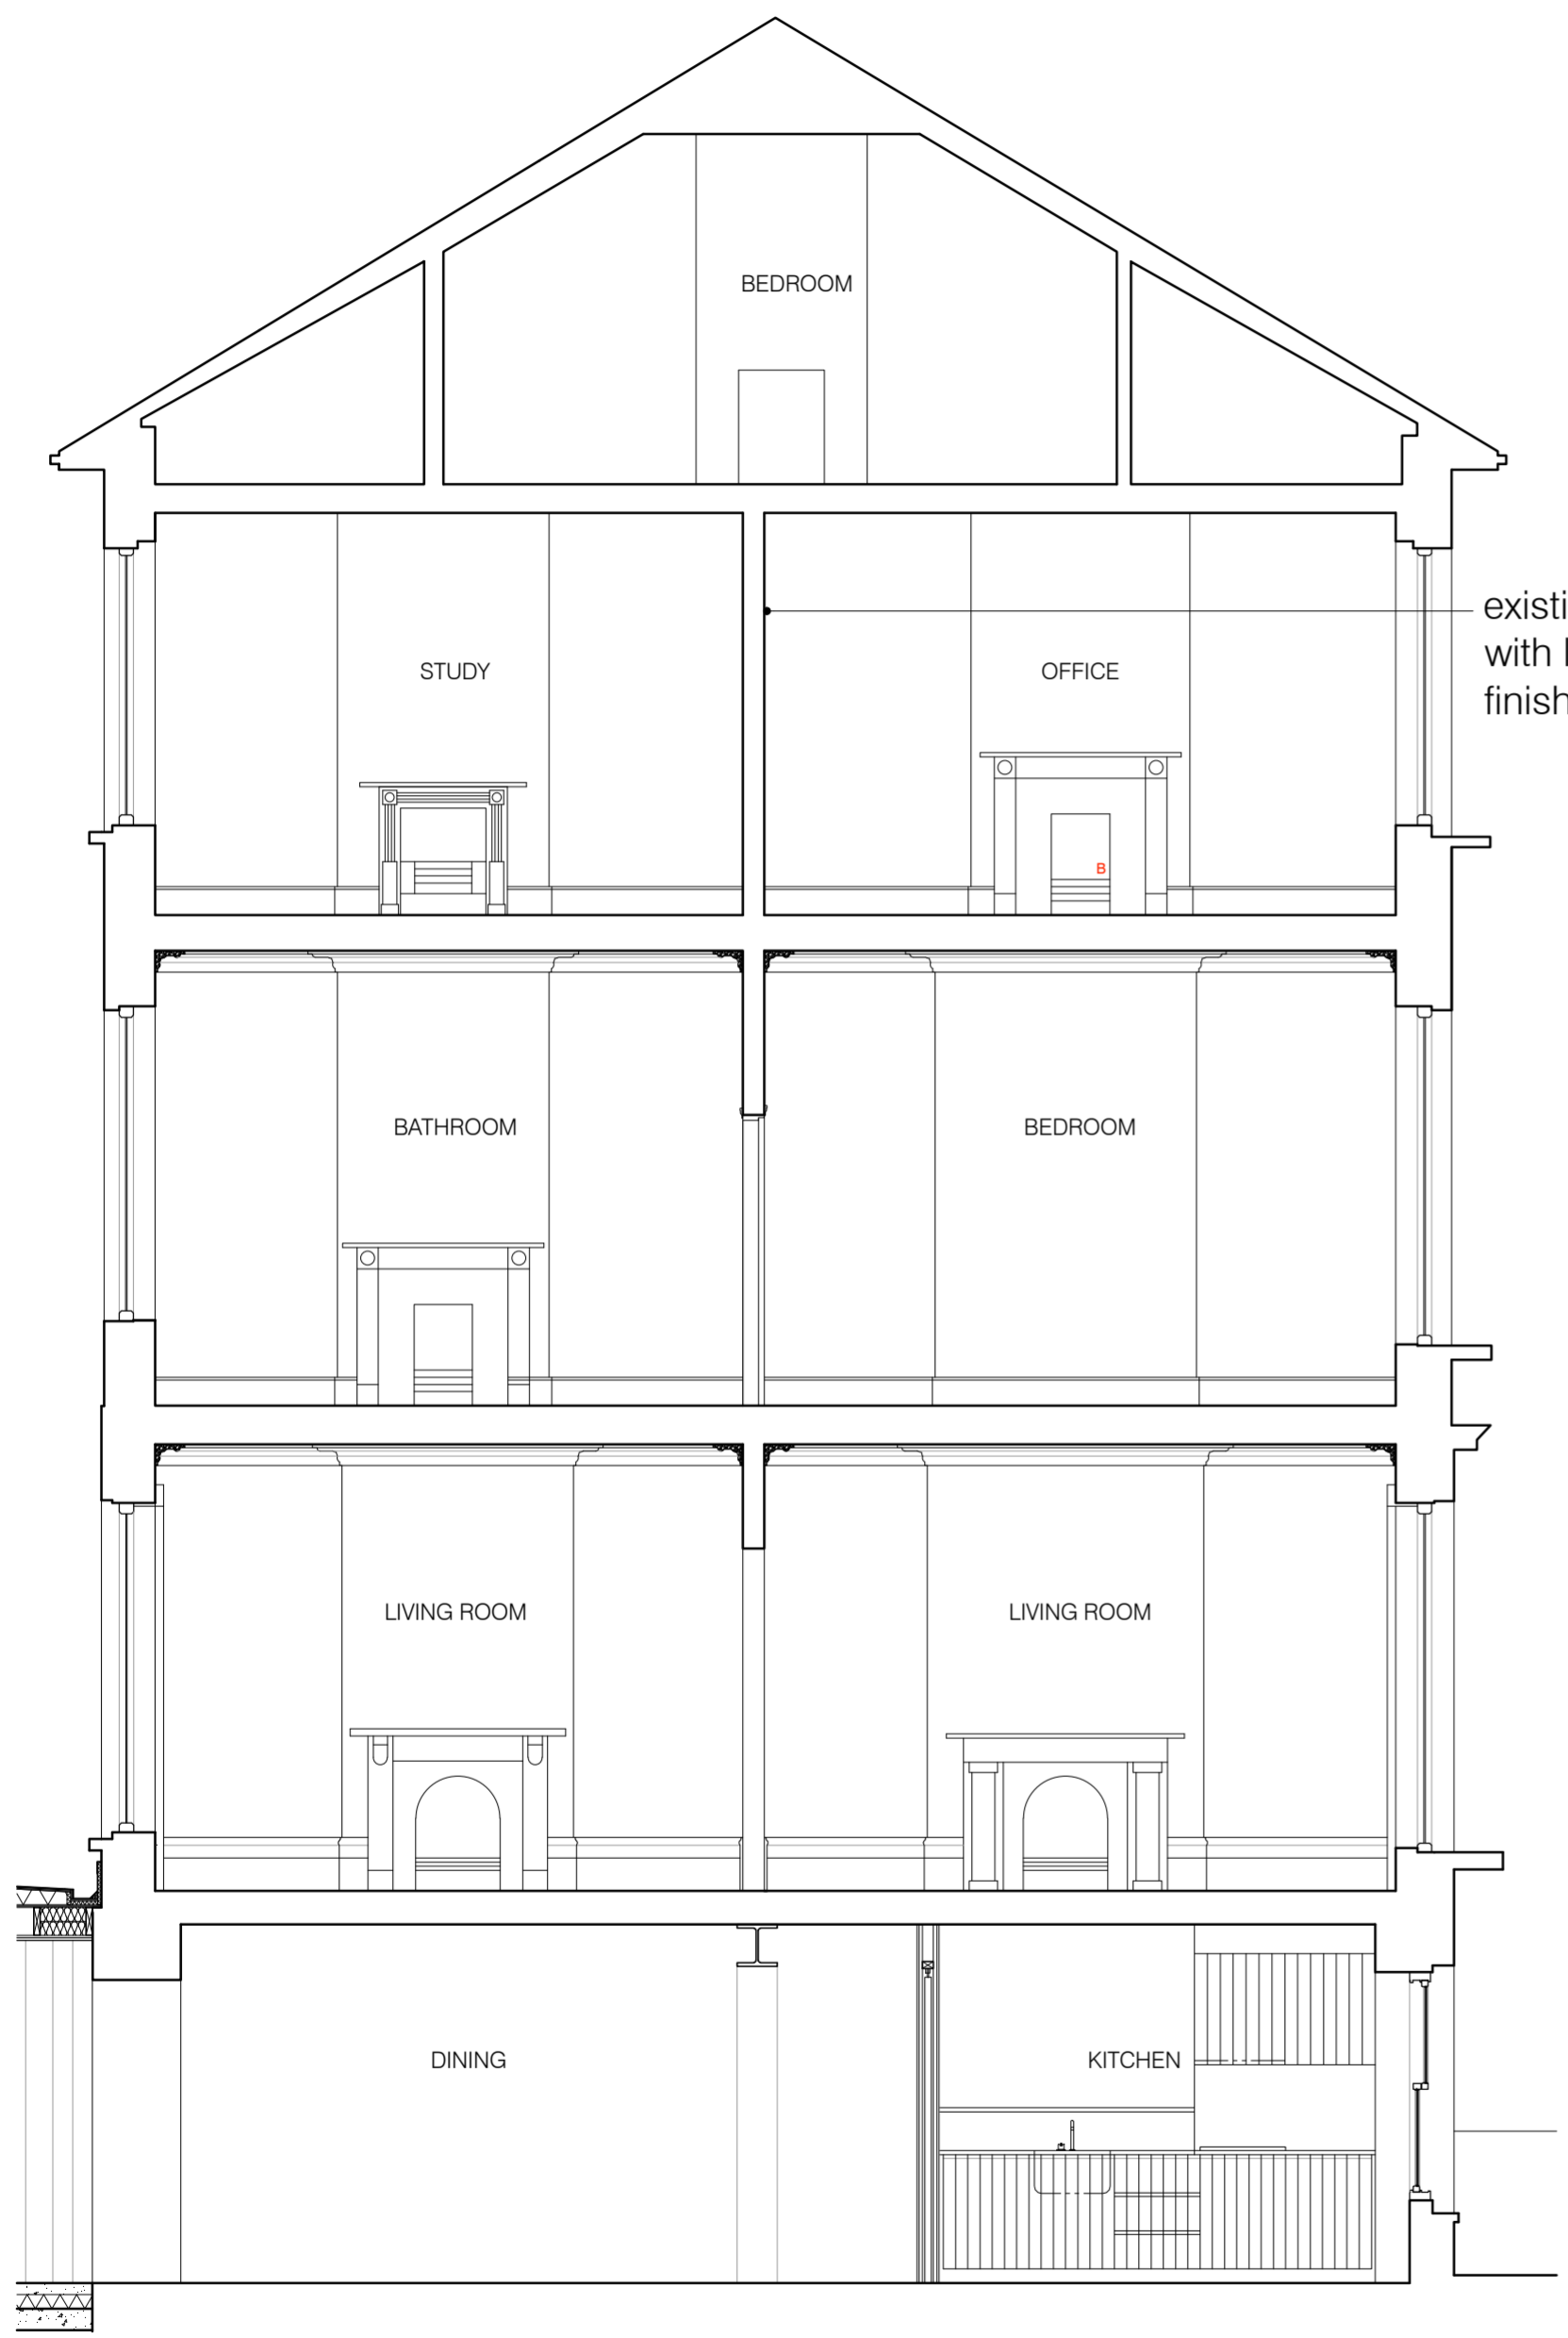 BEDROOM
STUDY
OFFICE
existi
with
finish
B
BATHROOM
BEDROOM
LIVING ROOM
LIVING ROOM
DINING
KITCHEN